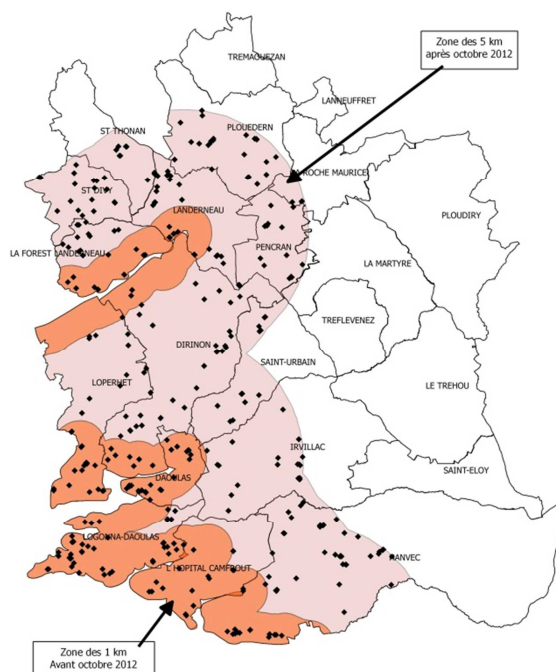 Zone des 5 km
après octobre 2012
TREMAOUEZAN
LANNEUFFRET
ST THONAN
PLOUEDERN
LA ROCHE MAURICE
ST DIVY
LANDERNEAU
PLOUDIRY
LA FOREST LANDERNEAU
PENCRAN
LA MARTYRE
TREFLEVENEZ
DIRINON
SAINT-URBAIN
LOPERHET
LE TREHOU
IRVILLAC
SAINT-ELOY
DAOULAS
LOGONNA-DAOULAS
HANVEC
L'HOPITAL CAMFROUT
Zone des 1 km
Avant octobre 2012